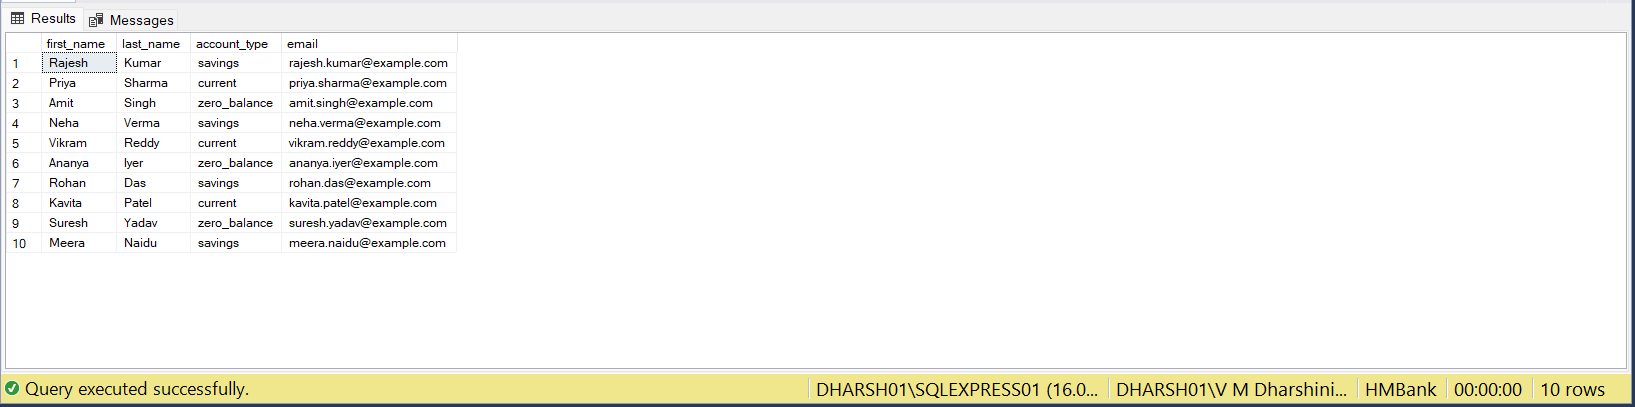 Results Messages
first_name last_name account_type email
1 Rajesh Kumar savings rajesh.kumar@example.com
2 Priya Sharma current priya.sharma@example.com
3 Amit Singh zero_balance amit.singh@example.com
4 Neha Verma savings neha.verma@example.com
5 Vikram Reddy current vikram.reddy@example.com
6 Ananya Iyer zero_balance ananya.iyer@example.com
7 Rohan Das savings rohan.das@example.com
8 Kavita Patel current kavita.patel@example.com
9 Suresh Yadav zero_balance suresh.yadav@example.com
10 Meera Naidu savings meera.naidu@example.com
Query executed successfully. DHARSH01\SQLEXPRESS01 (16.0... DHARSH01\V M Dharshini... HMBank 00:00:00 10 rows